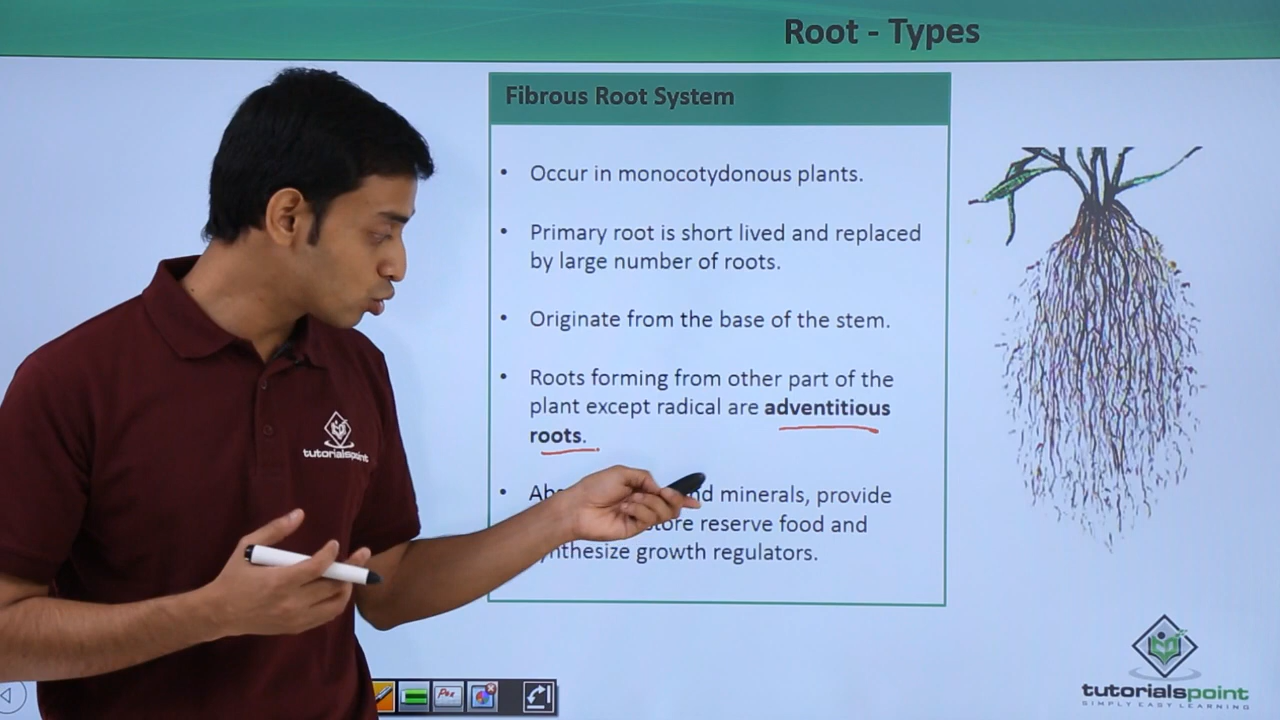 Root - Types
Fibrous Root System
• Occur in monocotydonous plants.
• Primary root is short lived and replaced
by large number of roots.
• Originate from the base of the stem.
• Roots forming from other part of the
plant except radical are adventitious
roots.
• minerals, provide
reserve food and
growth regulators.
tutorialspoint
tutorialspoint
SIMPLY EASY LEARNING